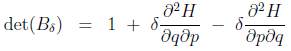 det(B_δ) = 1 + δ ∂²H/∂q∂p − δ ∂²H/∂p∂q